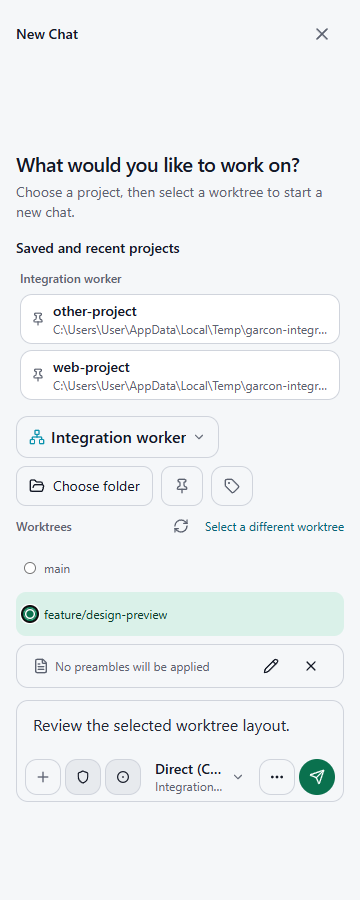 New Chat
What would you like to work on?
Choose a project, then select a worktree to start a
new chat.
Saved and recent projects
Integration worker
other-project
C:\Users\User\AppData\Local\Temp\garcon-integr...
web-project
C:\Users\User\AppData\Local\Temp\garcon-integr...
Integration worker
Choose folder
Worktrees
Select a different worktree
main
feature/design-preview
No preambles will be applied
Review the selected worktree layout.
Direct (C...
Integration...